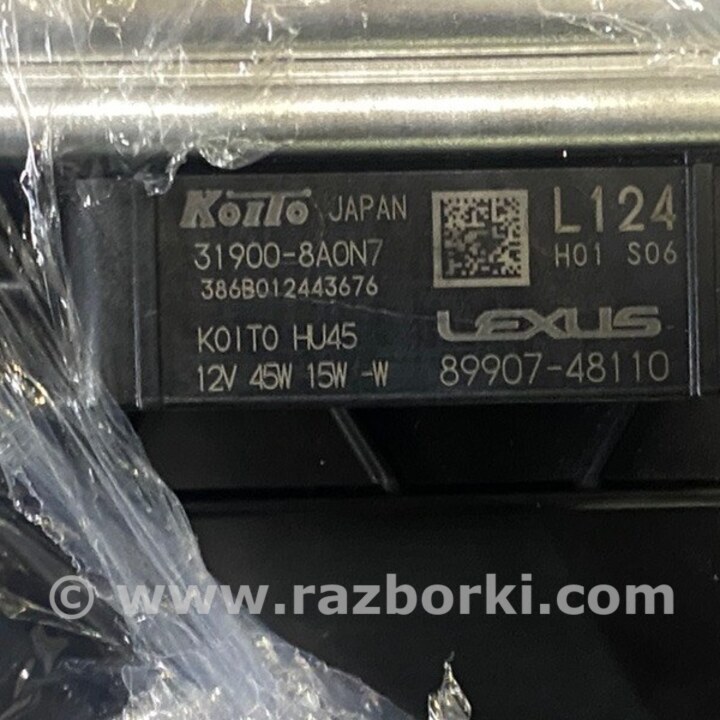 KOITO JAPAN
31900-8A0N7
386B012443676
KOITO HU45
12V 45W 15W -W
L124
H01 S06
LEXUS
89907-48110
© www.razborki.com